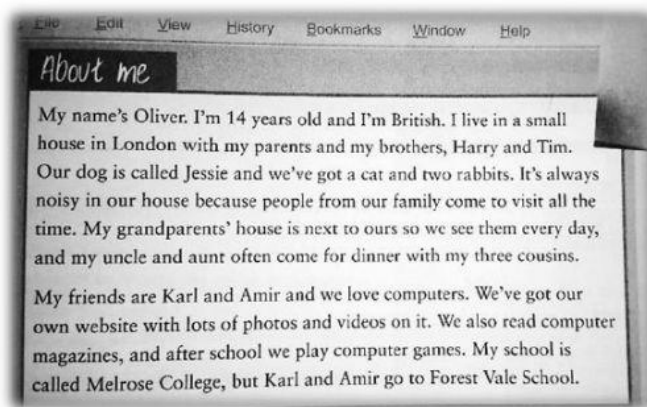 File Edit View History Bookmarks Window Help
About me
My name's Oliver. I'm 14 years old and I'm British. I live in a small
house in London with my parents and my brothers, Harry and Tim.
Our dog is called Jessie and we've got a cat and two rabbits. It's always
noisy in our house because people from our family come to visit all the
time. My grandparents' house is next to ours so we see them every day,
and my uncle and aunt often come for dinner with my three cousins.
My friends are Karl and Amir and we love computers. We've got our
own website with lots of photos and videos on it. We also read computer
magazines, and after school we play computer games. My school is
called Melrose College, but Karl and Amir go to Forest Vale School.